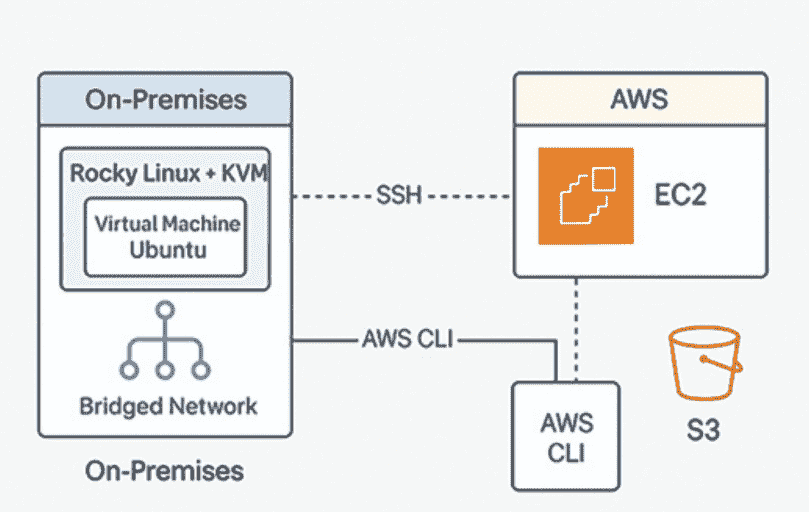 On-Premises
Rocky Linux + KVM
Virtual Machine
Ubuntu
Bridged Network
On-Premises
SSH
AWS CLI
AWS
EC2
AWS
CLI
S3